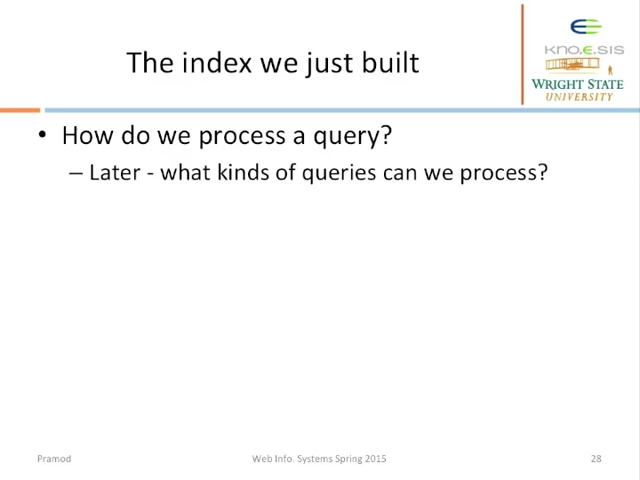 The index we just built
kno.e.sis
WRIGHT STATE
UNIVERSITY
• How do we process a query?
– Later - what kinds of queries can we process?
Pramod
Web Info. Systems Spring 2015
28